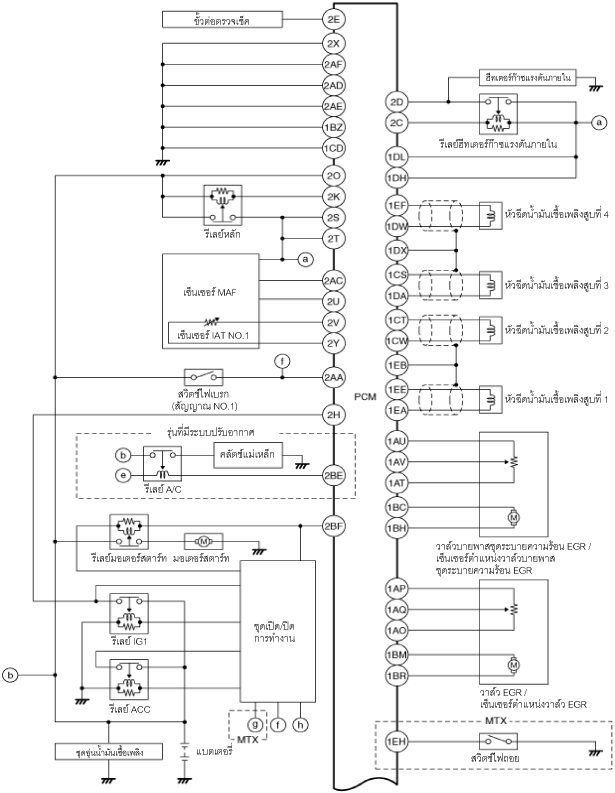 ขั้วต่อตรวจเช็ค
2E
2X
2AF
2AD
2AE
1BZ
1CD
2O
2K
2S
2T
รีเลย์หลัก
a
เซ็นเซอร์ MAF
2AC
2U
2V
เซ็นเซอร์ IAT NO.1
2Y
f
2AA
สวิตช์ไฟเบรก
(สัญญาณ NO.1)
2H
รุ่นที่มีระบบปรับอากาศ
b
คลัตช์แม่เหล็ก
e
2BE
รีเลย์ A/C
2BF
M
รีเลย์มอเตอร์สตาร์ท
มอเตอร์สตาร์ท
ชุดเปิด/ปิด
การทำงาน
รีเลย์ IG1
b
รีเลย์ ACC
g
f
h
MTX
ชุดอุ่นน้ำมันเชื้อเพลิง
แบตเตอรี่
PCM
ฮีทเตอร์ก๊าซแรงดันภายใน
2D
2C
a
รีเลย์ฮีทเตอร์ก๊าซแรงดันภายใน
1DL
1DH
1EF
หัวฉีดน้ำมันเชื้อเพลิงสูบที่ 4
1DW
1DX
1CS
หัวฉีดน้ำมันเชื้อเพลิงสูบที่ 3
1DA
1CT
หัวฉีดน้ำมันเชื้อเพลิงสูบที่ 2
1CW
1EB
1EE
หัวฉีดน้ำมันเชื้อเพลิงสูบที่ 1
1EA
1AU
1AV
1AT
1BC
M
1BH
วาล์วบายพาสชุดระบายความร้อน EGR /
เซ็นเซอร์ตำแหน่งวาล์วบายพาส
ชุดระบายความร้อน EGR
1AP
1AQ
1AO
1BM
M
1BR
วาล์ว EGR /
เซ็นเซอร์ตำแหน่งวาล์ว EGR
MTX
1EH
สวิตช์ไฟถอย